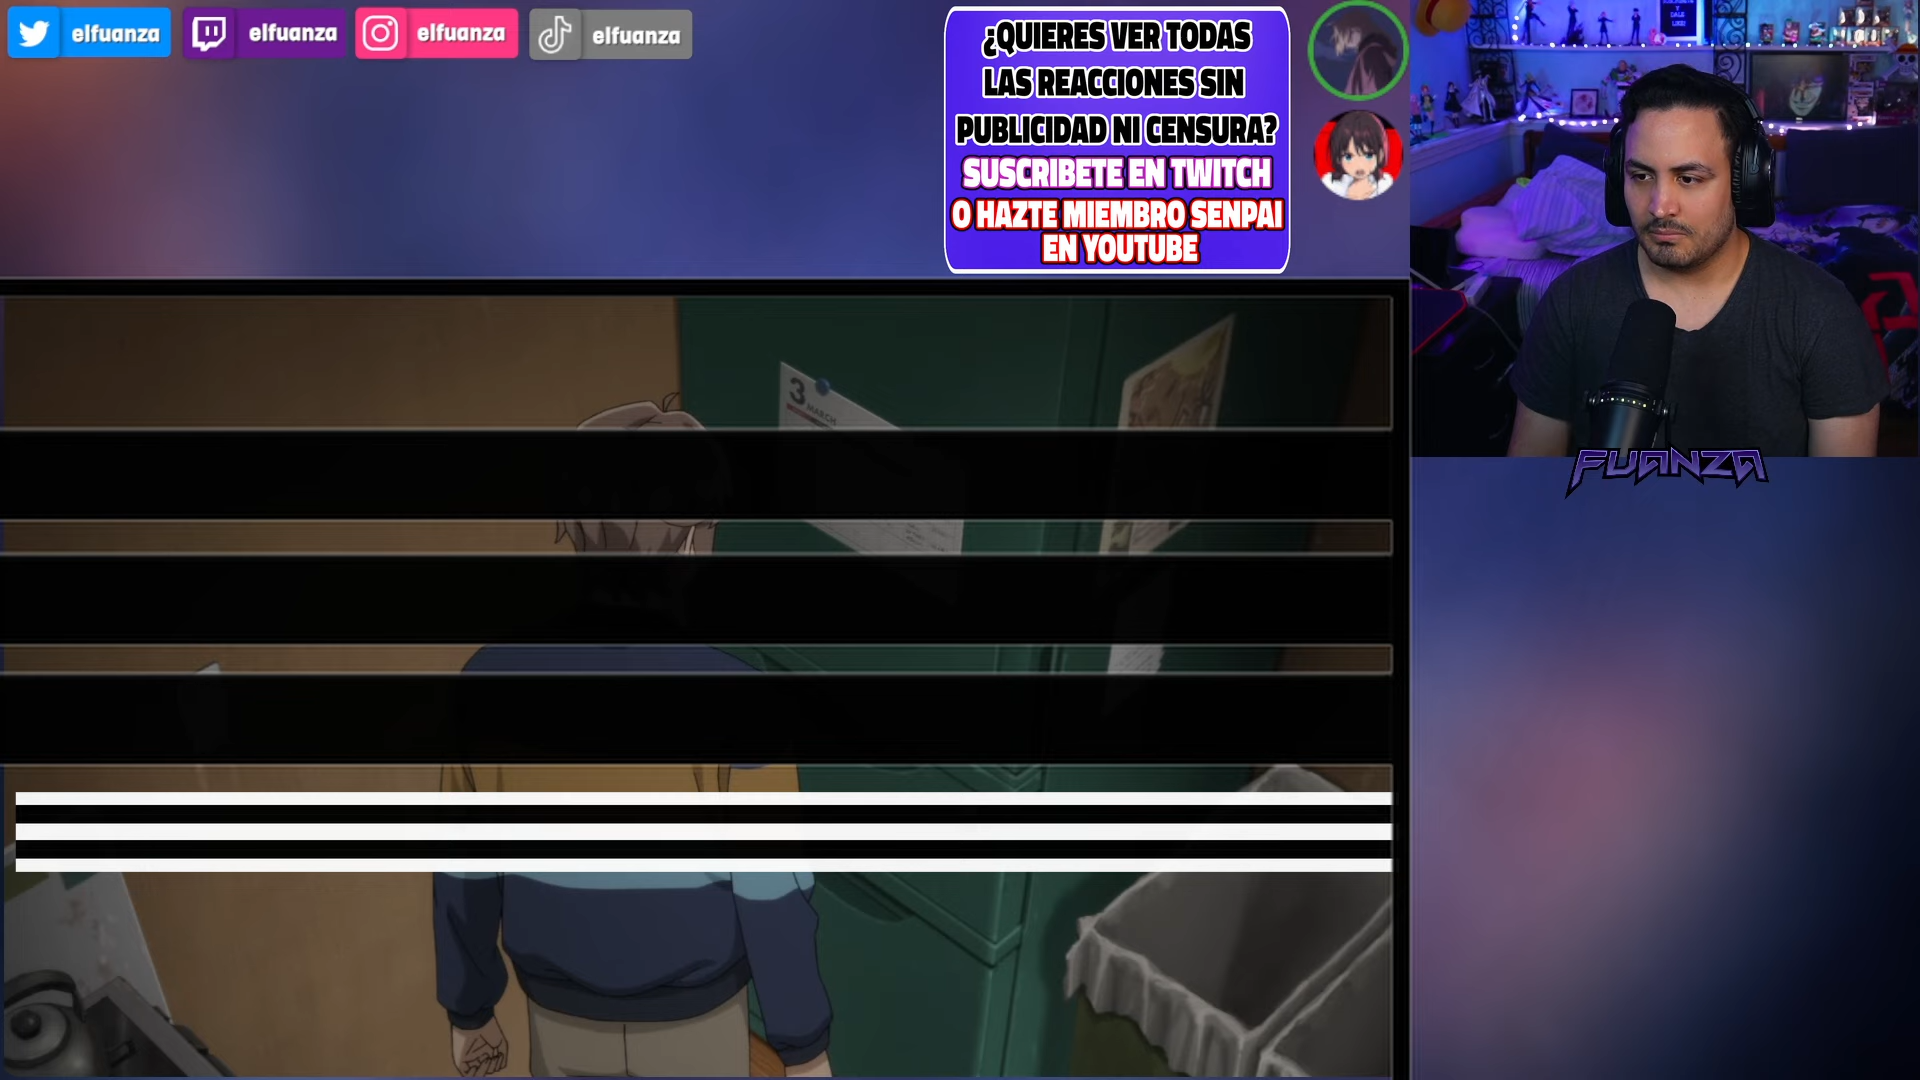 elfuanza
elfuanza
elfuanza
elfuanza
¿QUIERES VER TODAS
LAS REACCIONES SIN
PUBLICIDAD NI CENSURA?
SUSCRIBETE EN TWITCH
O HAZTE MIEMBRO SENPAI
EN YOUTUBE
3
MARCH
FUANZA